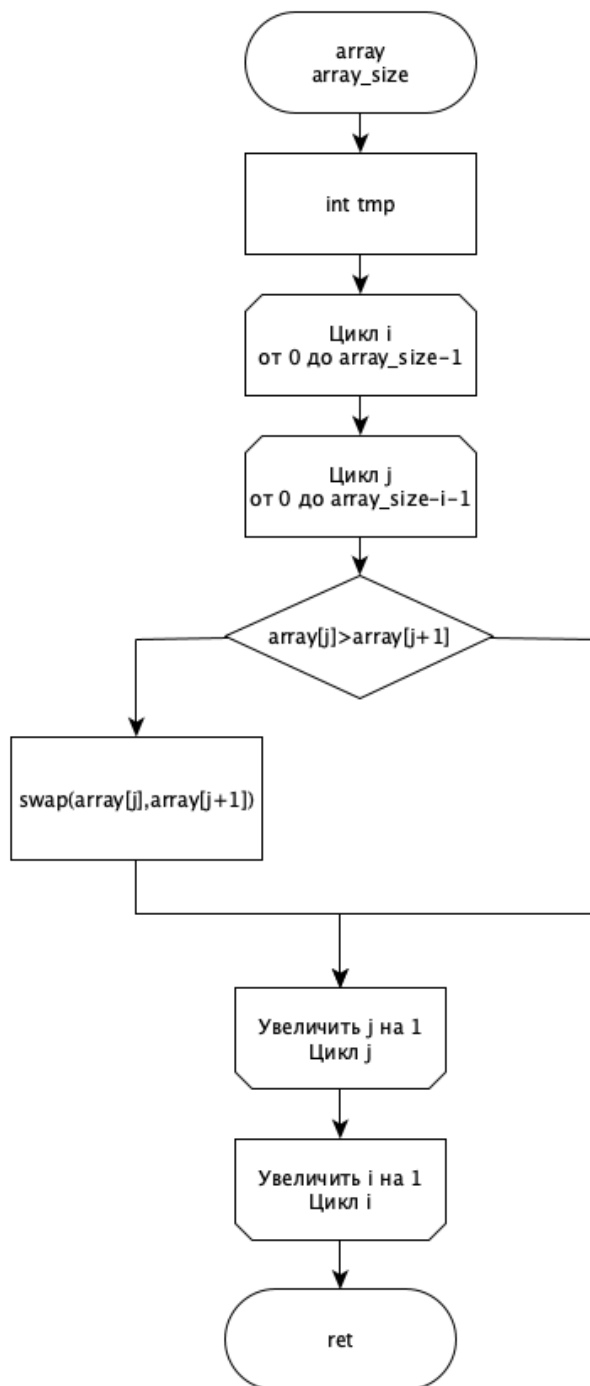 array
array_size
int tmp
Цикл i
от 0 до array_size-1
Цикл j
от 0 до array_size-i-1
array[j]>array[j+1]
swap(array[j],array[j+1])
Увеличить j на 1
Цикл j
Увеличить i на 1
Цикл i
ret